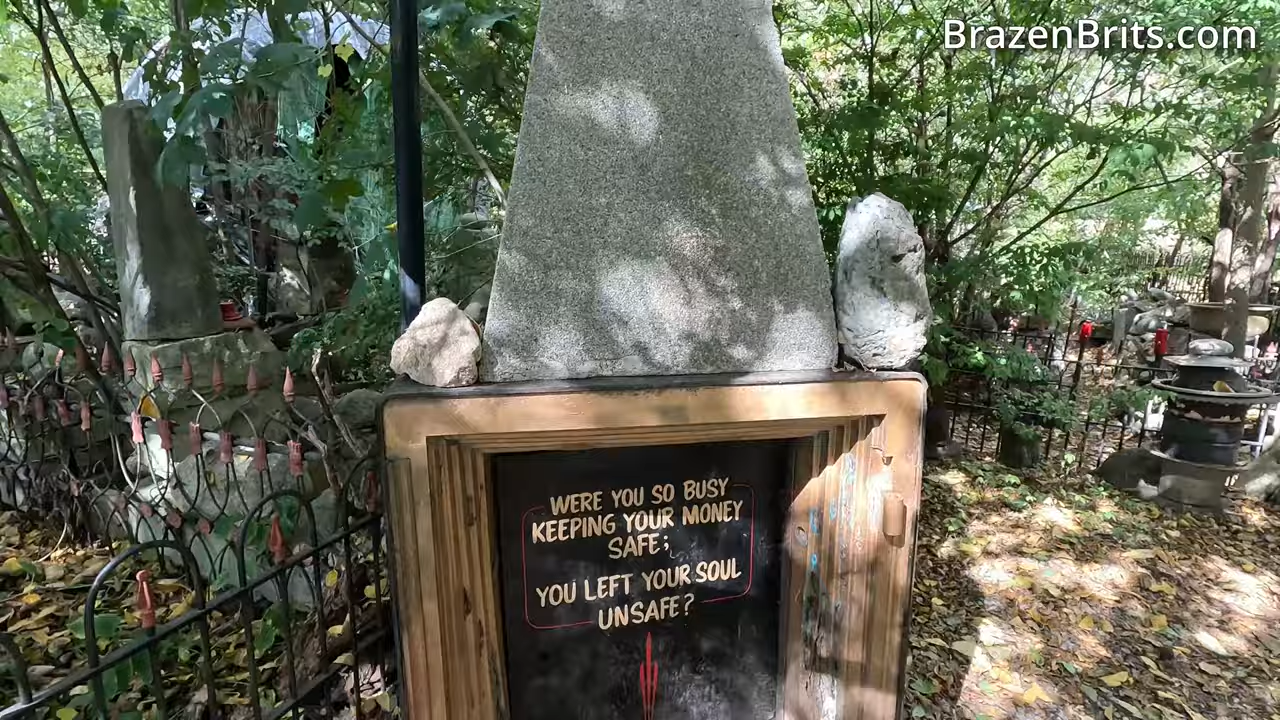 BrazenBrits.com
WERE YOU SO BUSY
KEEPING YOUR MONEY
SAFE;
YOU LEFT YOUR SOUL
UNSAFE?